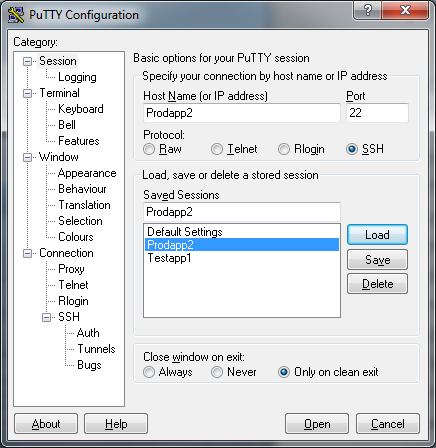 PuTTY Configuration
Category:
Session
Logging
Terminal
Keyboard
Bell
Features
Window
Appearance
Behaviour
Translation
Selection
Colours
Connection
Proxy
Telnet
Rlogin
SSH
Auth
Tunnels
Bugs
Basic options for your PuTTY session
Specify your connection by host name or IP address
Host Name (or IP address) Port
Prodapp2 22
Protocol:
Raw Telnet Rlogin SSH
Load, save or delete a stored session
Saved Sessions
Prodapp2
Default Settings
Prodapp2
Testapp1
Load
Save
Delete
Close window on exit:
Always Never Only on clean exit
About Help Open Cancel